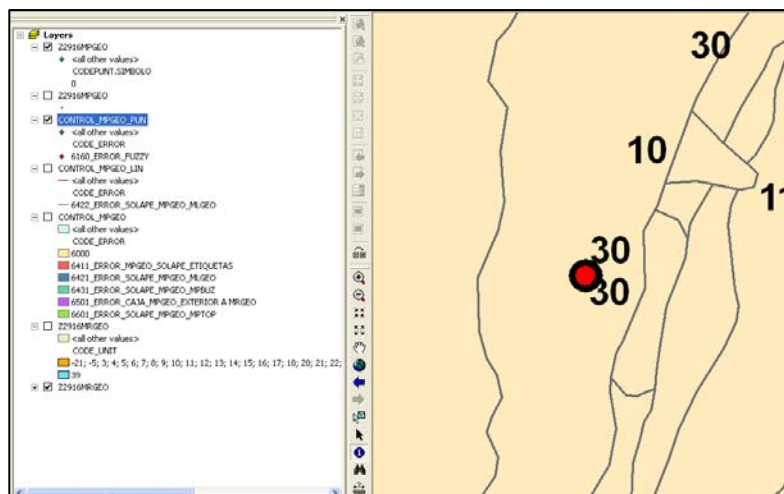 Layers
Z2916MPGEO
<all other values>
CODEPUNT.SIMBOLO
0
Z2916MPGEO
CONTROL_MPGEO_PUN
<all other values>
CODE_ERROR
6160_ERROR_FUZZY
CONTROL_MPGEO_LIN
<all other values>
CODE_ERROR
6422_ERROR_SOLAPE_MPGEO_MLGEO
CONTROL_MPGEO
<all other values>
CODE_ERROR
6000
6411_ERROR_MPGEO_SOLAPE_ETIQUETAS
6421_ERROR_SOLAPE_MPGEO_MLGEO
6431_ERROR_SOLAPE_MPGEO_MPBUZ
6501_ERROR_CAJA_MPGEO_EXTERIOR A MRGEO
6601_ERROR_SOLAPE_MPGEO_MPTOP
Z2916MRGEO
<all other values>
CODE_UNIT
-21; -5; 3; 4; 5; 6; 7; 8; 9; 10; 11; 12; 13; 14; 15; 16; 17; 18; 20; 21; 22;
39
Z2916MRGEO
30
10
11
30
30